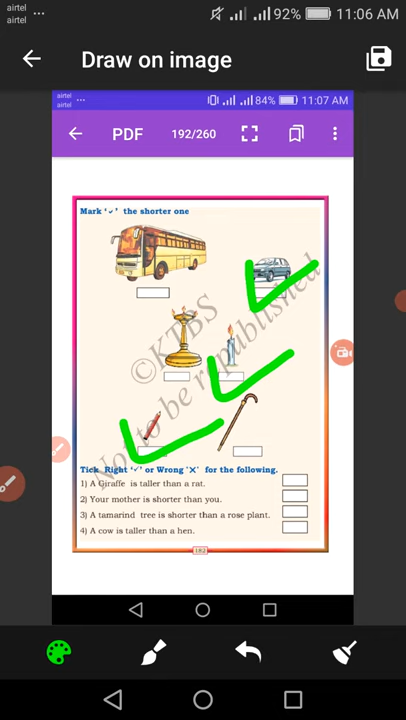 airtel
airtel
92%
11:06 AM
Draw on image
airtel
airtel
84%
11:07 AM
PDF
192/260
Mark '✓' the shorter one
©KTBS
Not to be republished
Tick Right '✓' or Wrong '✕' for the following.
1) A Giraffe is taller than a rat.
2) Your mother is shorter than you.
3) A tamarind tree is shorter than a rose plant.
4) A cow is taller than a hen.
182